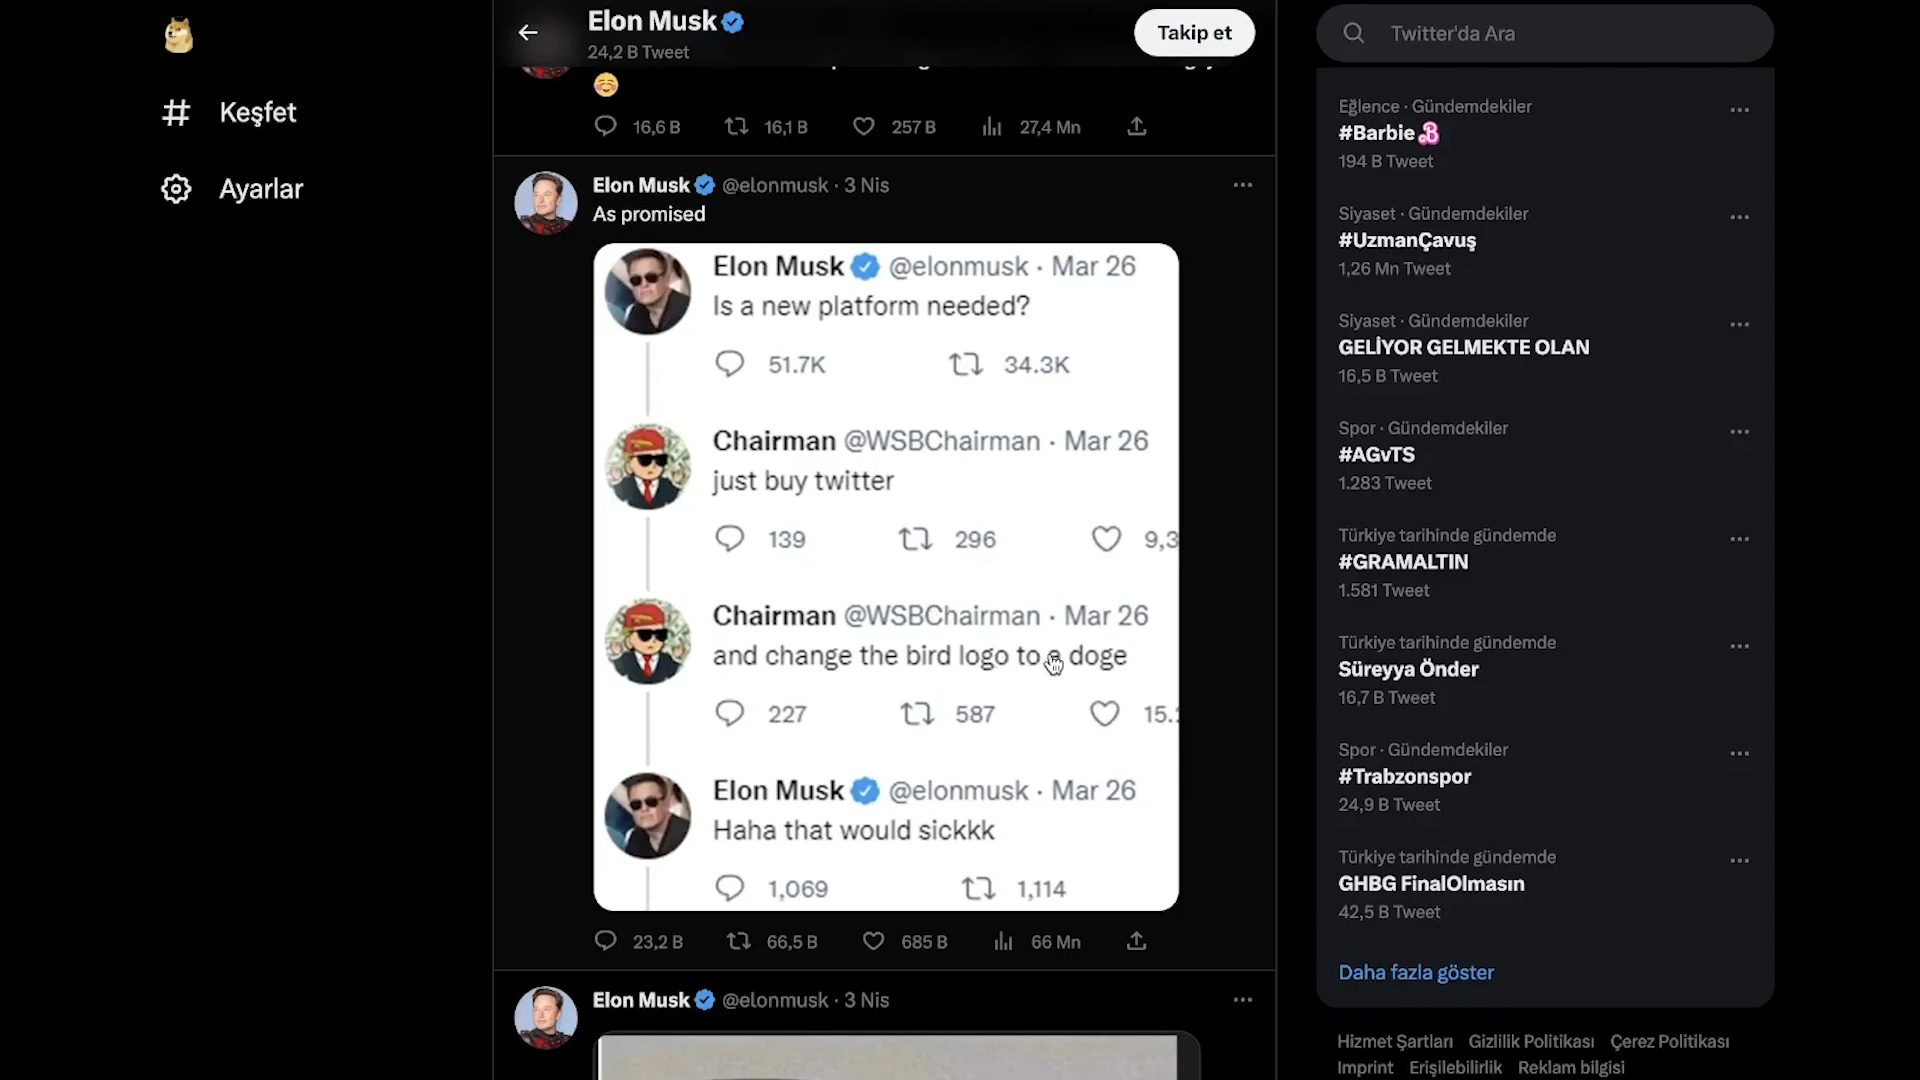 Keşfet
Ayarlar
Elon Musk
24,2 B Tweet
Takip et
16,6 B 16,1 B 257 B 27,4 Mn
Elon Musk @elonmusk · 3 Nis
As promised
Elon Musk @elonmusk · Mar 26
Is a new platform needed?
51.7K 34.3K
Chairman @WSBChairman · Mar 26
just buy twitter
139 296 9,3
Chairman @WSBChairman · Mar 26
and change the bird logo to a doge
227 587 15.
Elon Musk @elonmusk · Mar 26
Haha that would sickkk
1,069 1,114
23,2 B 66,5 B 685 B 66 Mn
Elon Musk @elonmusk · 3 Nis
Twitter'da Ara
Eğlence · Gündemdekiler
#Barbie
194 B Tweet
Siyaset · Gündemdekiler
#UzmanÇavuş
1,26 Mn Tweet
Siyaset · Gündemdekiler
GELİYOR GELMEKTE OLAN
16,5 B Tweet
Spor · Gündemdekiler
#AGvTS
1.283 Tweet
Türkiye tarihinde gündemde
#GRAMALTIN
1.581 Tweet
Türkiye tarihinde gündemde
Süreyya Önder
16,7 B Tweet
Spor · Gündemdekiler
#Trabzonspor
24,9 B Tweet
Türkiye tarihinde gündemde
GHBG FinalOlmasın
42,5 B Tweet
Daha fazla göster
Hizmet Şartları Gizlilik Politikası Çerez Politikası
Imprint Erişilebilirlik Reklam bilgisi